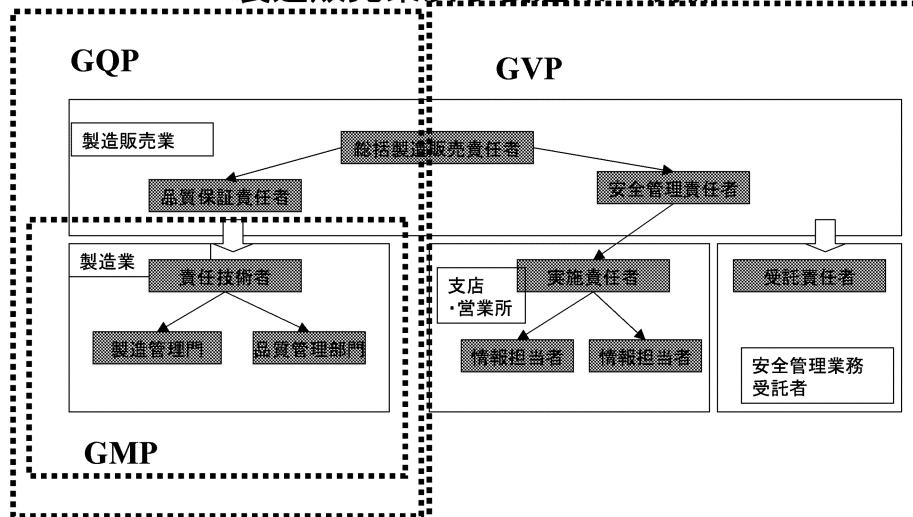 GQP
GVP
製造販売業
総括製造販売責任者
品質保証責任者
安全管理責任者
製造業
責任技術者
支店
・営業所
実施責任者
受託責任者
製造管理門
品質管理部門
情報担当者
情報担当者
安全管理業務
受託者
GMP